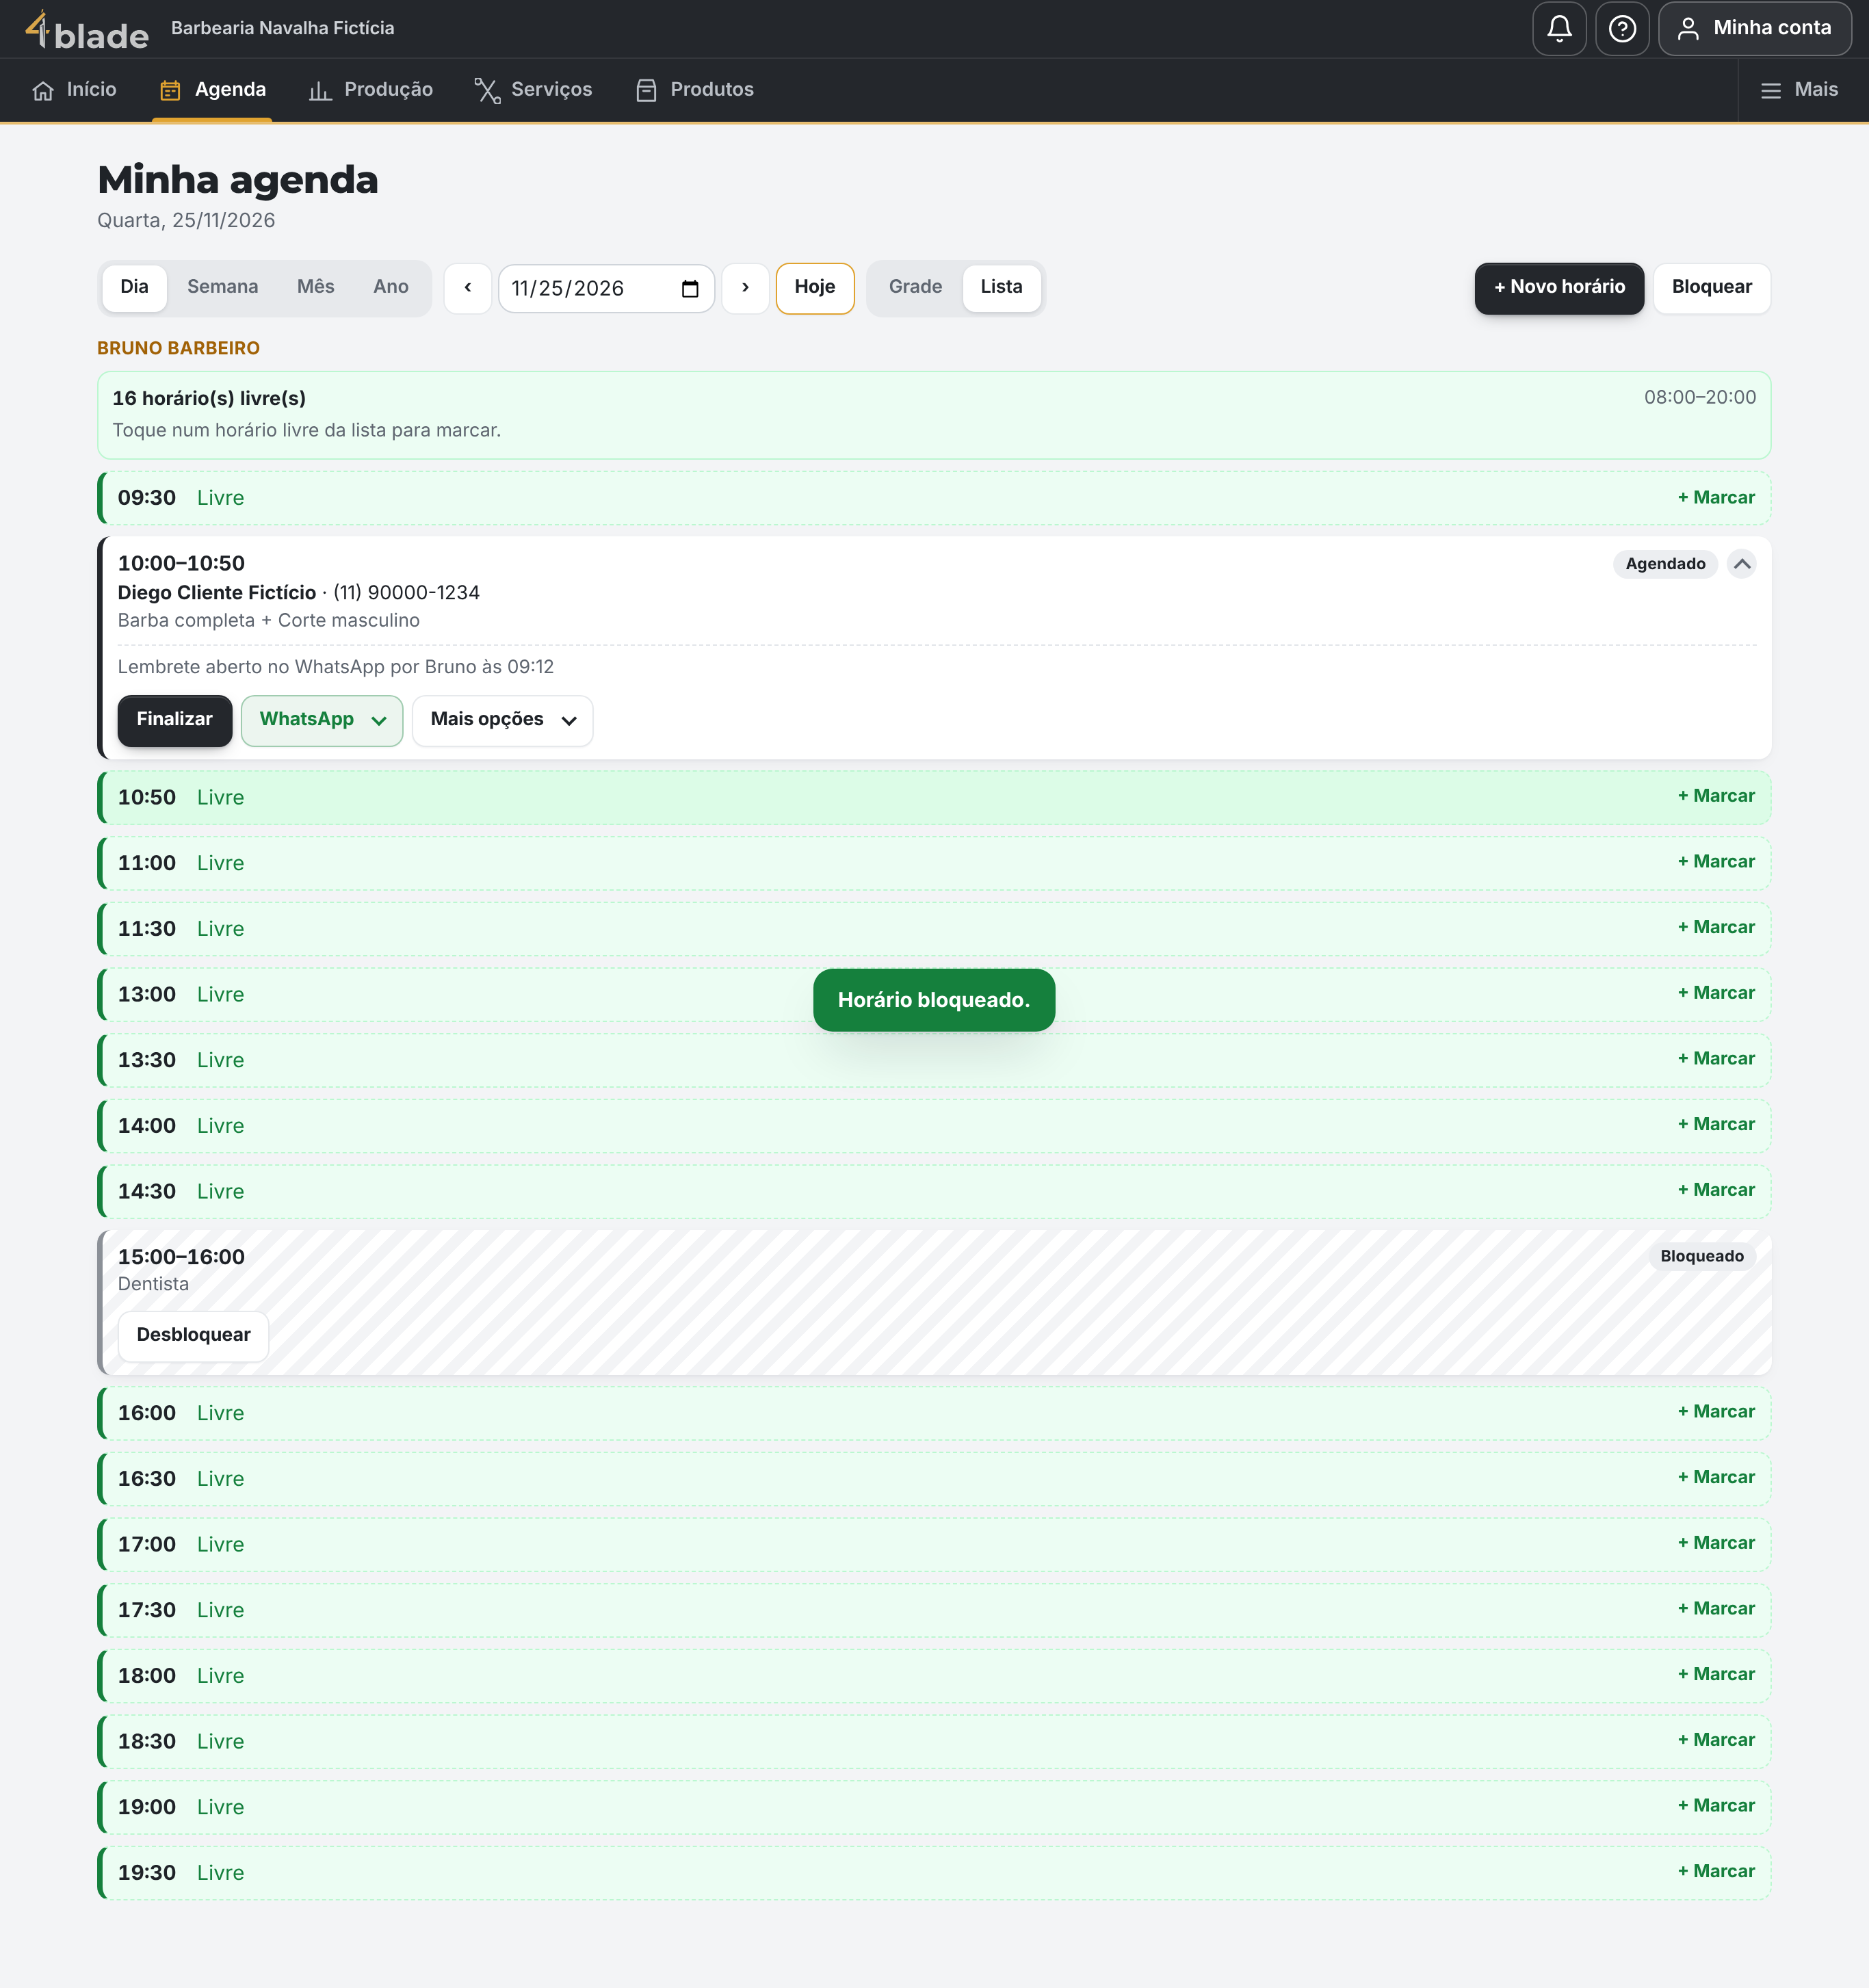 4blade Barbearia Navalha Fictícia Minha conta
Início Agenda Produção Serviços Produtos Mais
Minha agenda
Quarta, 25/11/2026
Dia Semana Mês Ano ‹ 11/25/2026 › Hoje Grade Lista + Novo horário Bloquear
BRUNO BARBEIRO
16 horário(s) livre(s) 08:00–20:00
Toque num horário livre da lista para marcar.
09:30 Livre + Marcar
10:00–10:50 Agendado
Diego Cliente Fictício · (11) 90000-1234
Barba completa + Corte masculino
Lembrete aberto no WhatsApp por Bruno às 09:12
Finalizar WhatsApp Mais opções
10:50 Livre + Marcar
11:00 Livre + Marcar
11:30 Livre + Marcar
13:00 Livre + Marcar
Horário bloqueado.
13:30 Livre + Marcar
14:00 Livre + Marcar
14:30 Livre + Marcar
15:00–16:00 Bloqueado
Dentista
Desbloquear
16:00 Livre + Marcar
16:30 Livre + Marcar
17:00 Livre + Marcar
17:30 Livre + Marcar
18:00 Livre + Marcar
18:30 Livre + Marcar
19:00 Livre + Marcar
19:30 Livre + Marcar